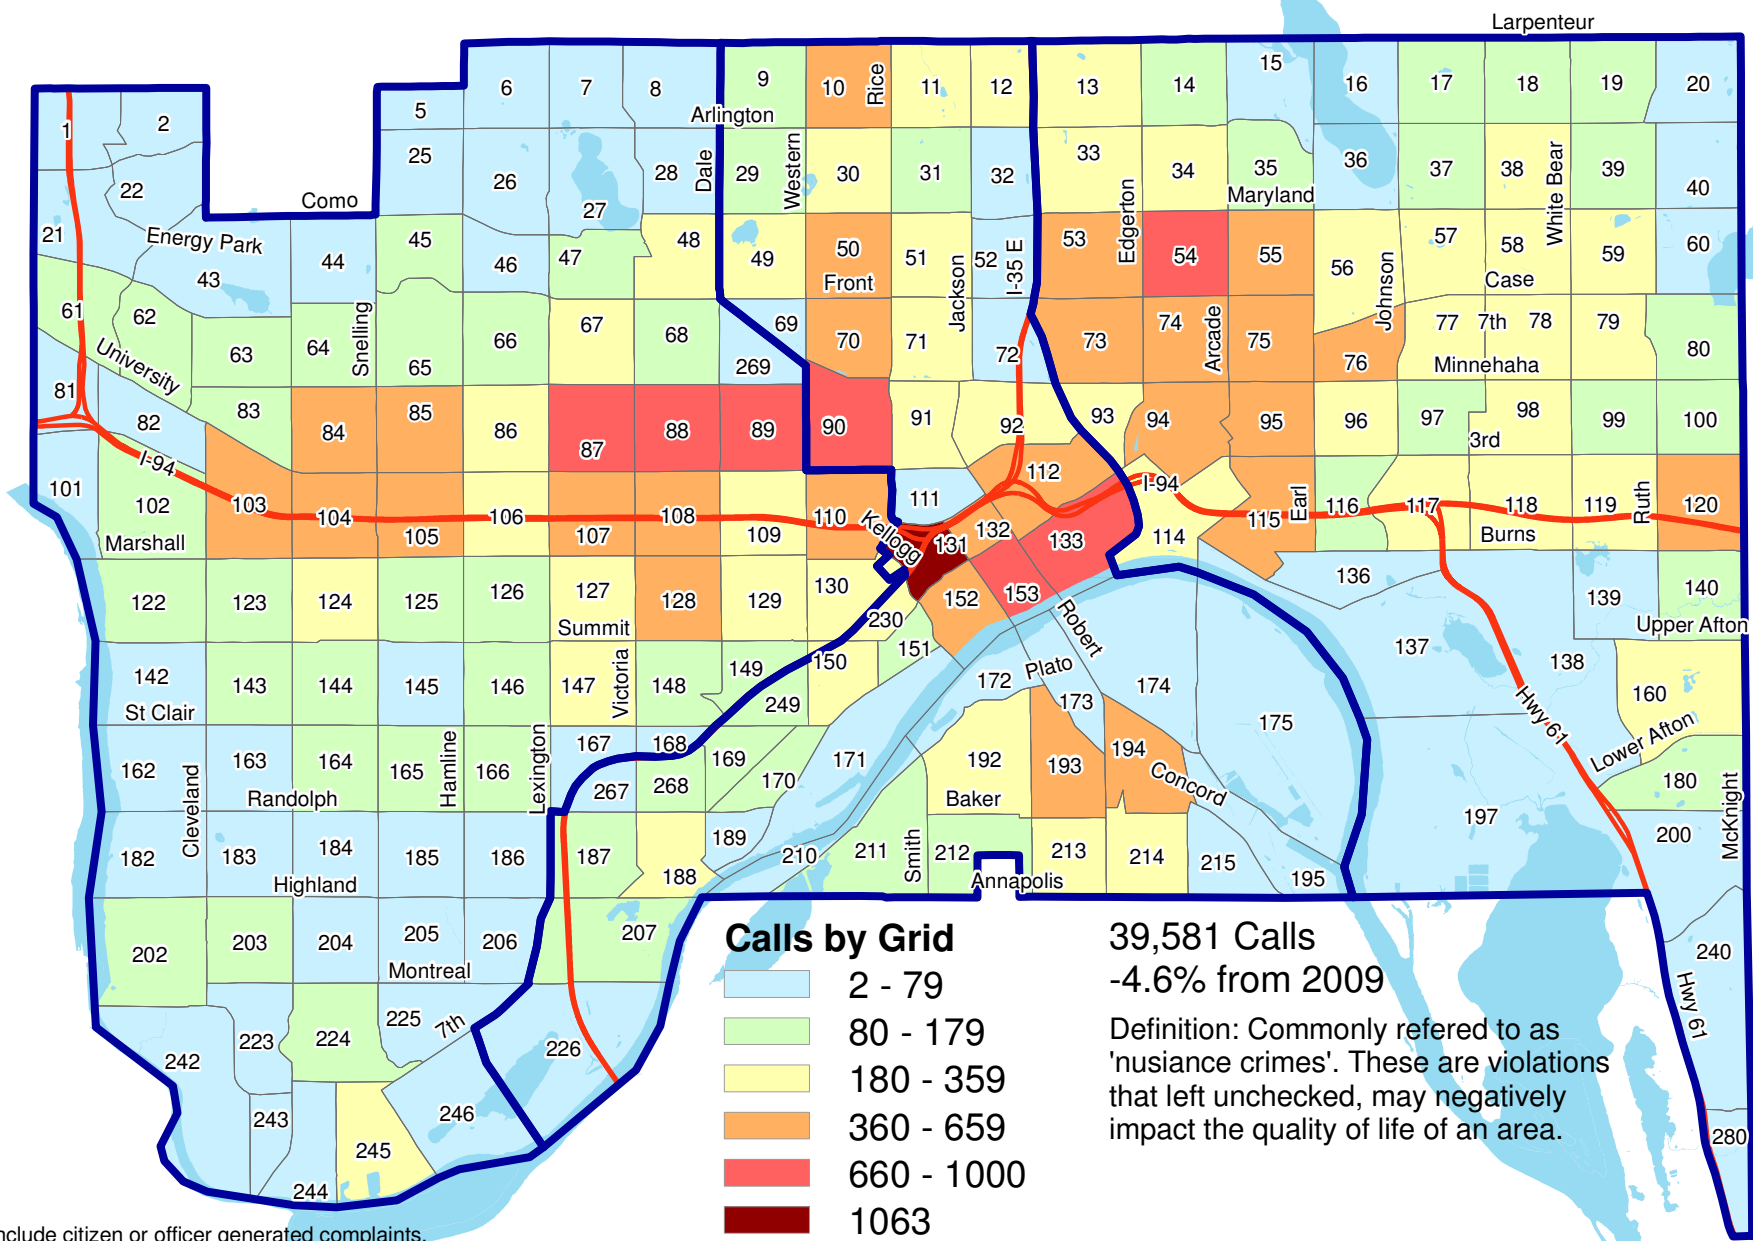 Larpenteur
1 2 5 6 7 8 9 10 Rice 11 12 13 14 15 16 17 18 19 20
Arlington
22 25 26 27 28 Dale 29 Western 30 31 32 33 34 35 36 37 38 White Bear 39 40
Como Maryland
21 Energy Park 43 44 45 46 47 48 49 50 51 52 I-35 E 53 Edgerton 54 55 56 57 58 59 60
Front Jackson Johnson Case
61 62 63 64 Snelling 65 66 67 68 69 269 70 71 72 73 74 Arcade 75 76 77 7th 78 79 80
University Minnehaha
81 82 83 84 85 86 87 88 89 90 91 92 93 94 95 96 97 98 99 100
3rd
I-94 I-94
101 102 103 104 105 106 107 108 109 110 111 112 114 115 Earl 116 117 118 119 Ruth 120
Marshall Kellogg 131 132 133 Burns
122 123 124 125 126 127 128 129 130 230 152 153 136 139 140
Summit Robert Upper Afton
142 143 144 145 146 147 Victoria 148 149 249 150 151 172 Plato 173 174 175 137 138 160
St Clair Hwy 61 Lower Afton
162 Cleveland 163 164 165 Hamline 166 Lexington 167 168 267 268 169 170 171 192 193 194 Concord 180 McKnight
Randolph Baker
182 183 184 185 186 187 188 189 210 211 Smith 212 213 214 215 195 197 200
Highland Annapolis
202 203 204 205 206 207 240
Montreal
242 223 224 225 7th 226 Hwy 61
243 244 245 246 280
Calls by Grid
2 - 79
80 - 179
180 - 359
360 - 659
660 - 1000
1063
39,581 Calls
-4.6% from 2009
Definition: Commonly refered to as
'nusiance crimes'. These are violations
that left unchecked, may negatively
impact the quality of life of an area.
nclude citizen or officer generated complaints.